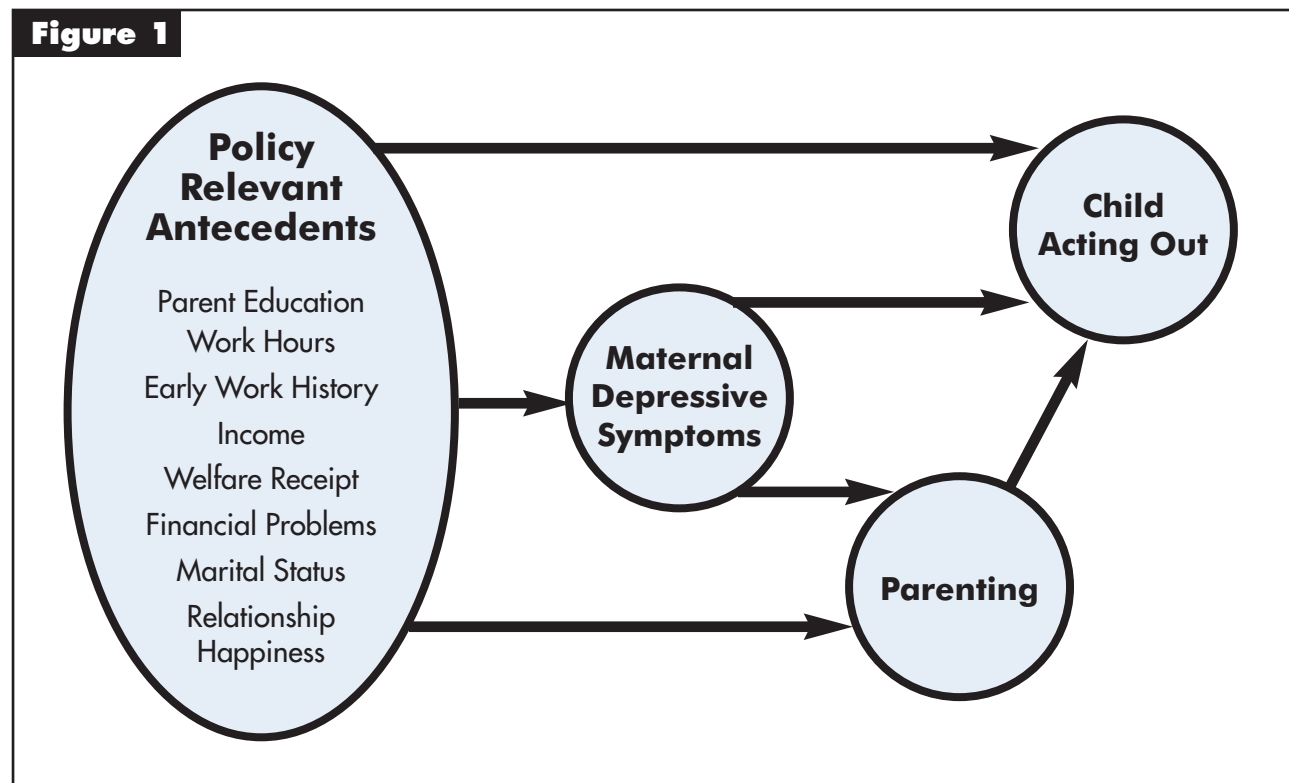 Figure 1
Policy
Relevant
Antecedents
Parent Education
Work Hours
Early Work History
Income
Welfare Receipt
Financial Problems
Marital Status
Relationship
Happiness
Maternal
Depressive
Symptoms
Child
Acting Out
Parenting